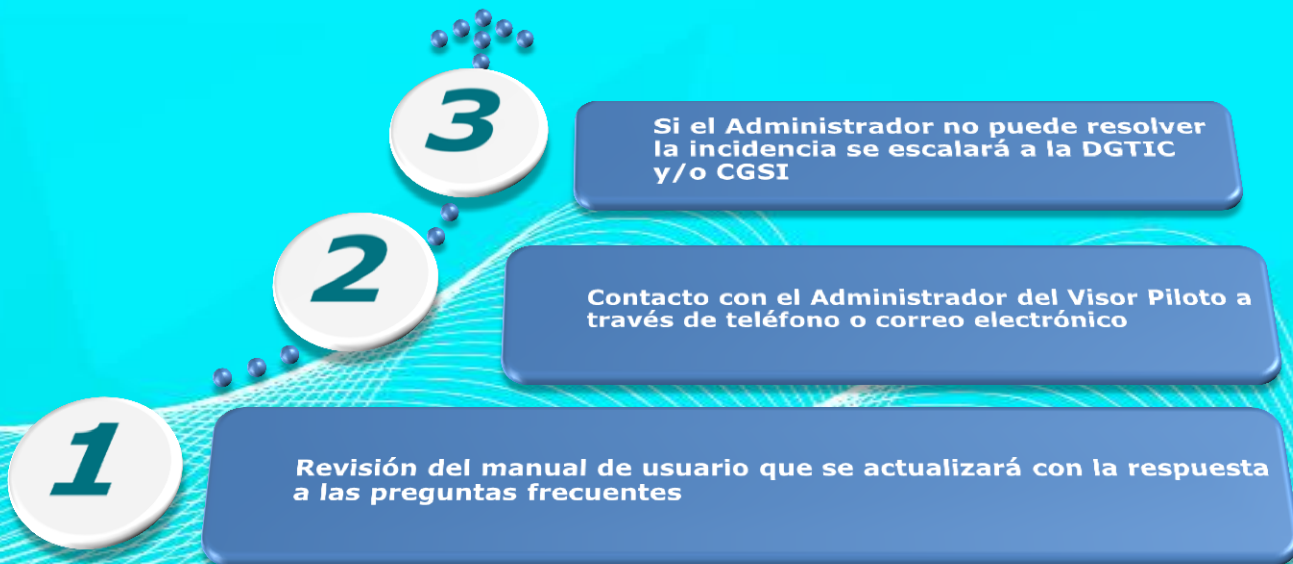 3
Si el Administrador no puede resolver
la incidencia se escalará a la DGTIC
y/o CGSI
2
Contacto con el Administrador del Visor Piloto a
través de teléfono o correo electrónico
1
Revisión del manual de usuario que se actualizará con la respuesta
a las preguntas frecuentes